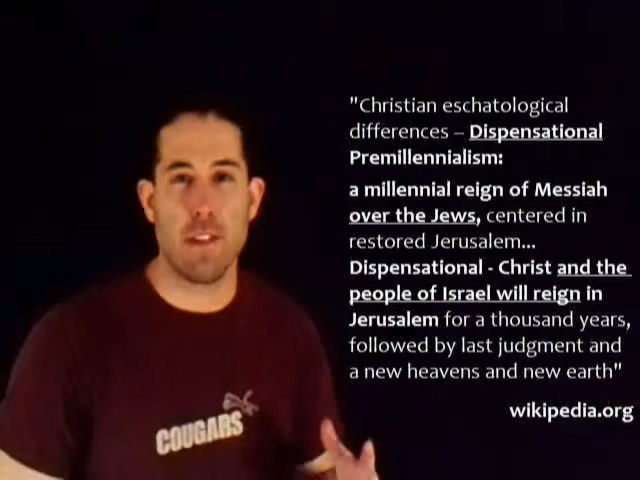 "Christian eschatological
differences – Dispensational
Premillennialism:
a millennial reign of Messiah
over the Jews, centered in
restored Jerusalem...
Dispensational - Christ and the
people of Israel will reign in
Jerusalem for a thousand years,
followed by last judgment and
a new heavens and new earth"
wikipedia.org
COUGARS